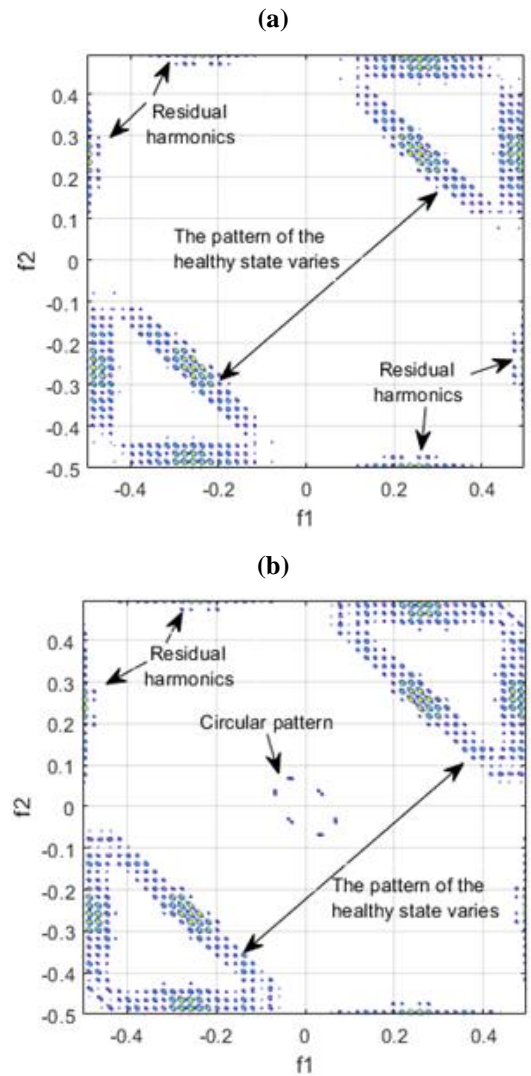 (a)
0.4
0.3
0.2
0.1
0
-0.1
-0.2
-0.3
-0.4
-0.5
f2
Residual
harmonics
The pattern of the
healthy state varies
Residual
harmonics
-0.4
-0.2
0
0.2
0.4
f1
(b)
0.4
0.3
0.2
0.1
0
-0.1
-0.2
-0.3
-0.4
-0.5
f2
Residual
harmonics
Circular pattern
The pattern of the
healthy state varies
-0.4
-0.2
0
0.2
0.4
f1